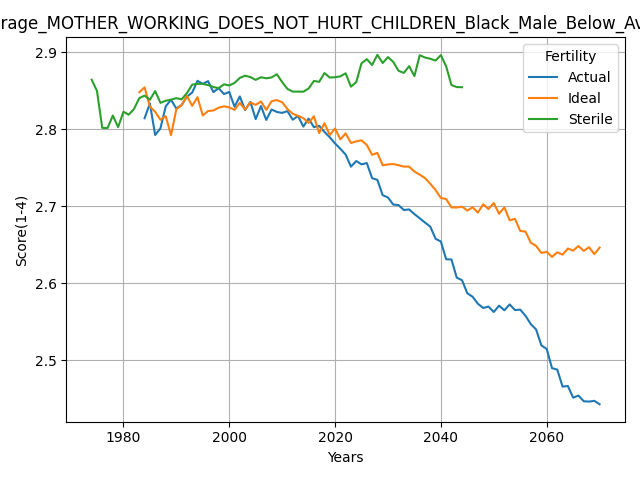 rage_MOTHER_WORKING_DOES_NOT_HURT_CHILDREN_Black_Male_Below_Av
Fertility
Actual
Ideal
Sterile
Score(1-4)
2.9
2.8
2.7
2.6
2.5
1980 2000 2020 2040 2060
Years